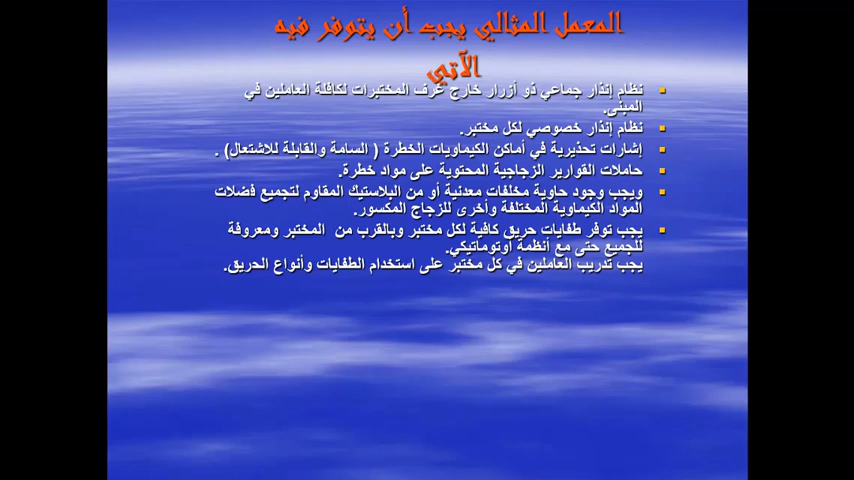 المعمل المثالي يجب أن يتوفر فيه
الآتي
نظام إنذار جماعي ذو أزرار خارج غرف المختبرات لكافلة العاملين في
المبنى.
نظام إنذار خصوصي لكل مختبر.
إشارات تحذيرية في أماكن الكيماويات الخطرة ( السامة والقابلة للاشتعال) .
حاملات القوارير الزجاجية المحتوية على مواد خطرة.
ويجب وجود حاوية مخلفات معدنية أو من البلاستيك المقاوم لتجميع فضلات
المواد الكيماوية المختلفة وأخرى للزجاج المكسور.
يجب توفر طفايات حريق كافية لكل مختبر وبالقرب من المختبر ومعروفة
للجميع حتى مع أنظمة اوتوماتيكي.
يجب تدريب العاملين في كل مختبر على استخدام الطفايات وأنواع الحريق.